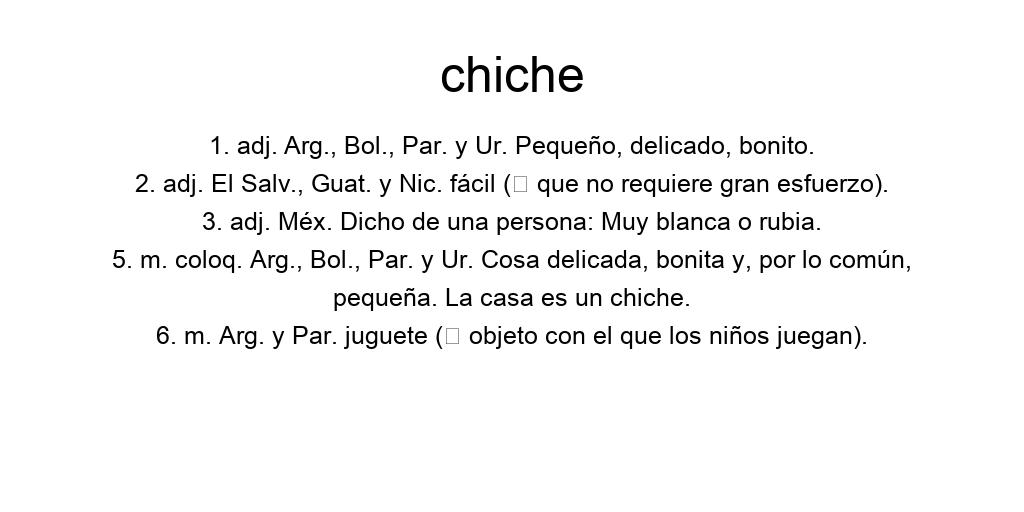 chiche
1. adj. Arg., Bol., Par. y Ur. Pequeño, delicado, bonito.
2. adj. El Salv., Guat. y Nic. fácil (▯ que no requiere gran esfuerzo).
3. adj. Méx. Dicho de una persona: Muy blanca o rubia.
5. m. coloq. Arg., Bol., Par. y Ur. Cosa delicada, bonita y, por lo común,
pequeña. La casa es un chiche.
6. m. Arg. y Par. juguete (▯ objeto con el que los niños juegan).